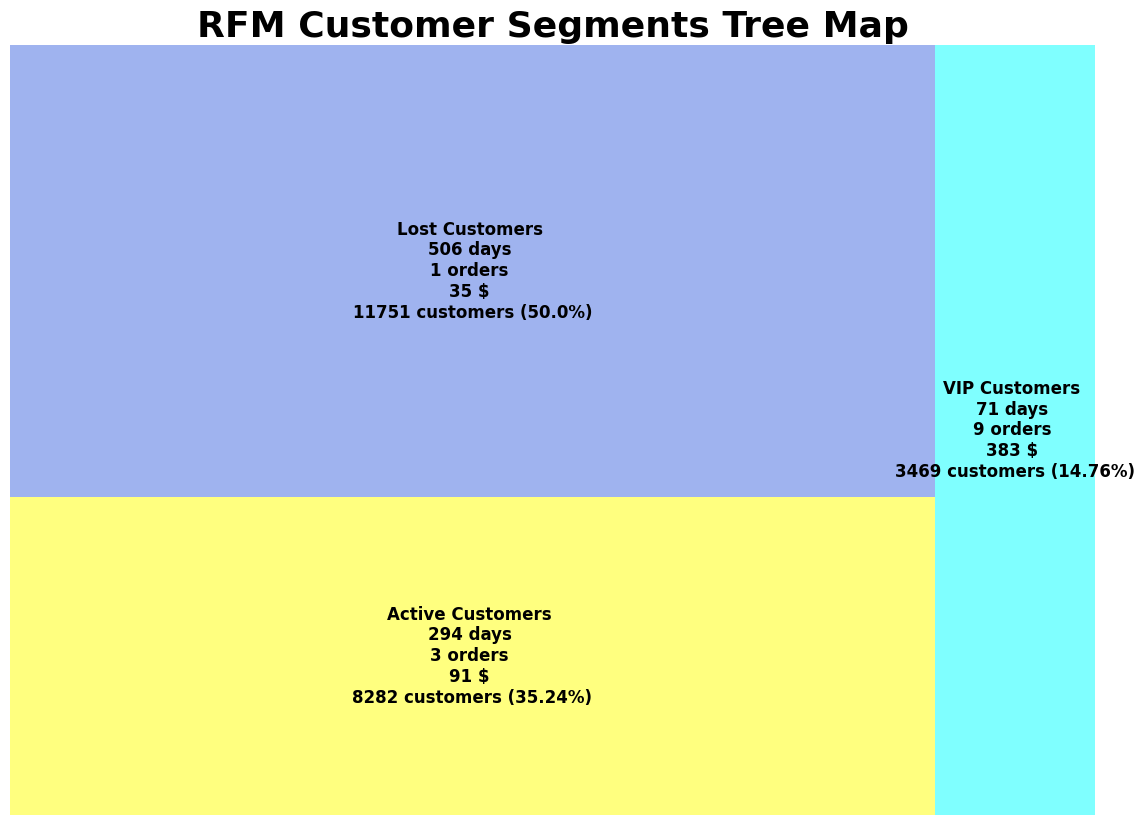 RFM Customer Segments Tree Map
Lost Customers
506 days
1 orders
35 $
11751 customers (50.0%)
VIP Customers
71 days
9 orders
383 $
3469 customers (14.76%)
Active Customers
294 days
3 orders
91 $
8282 customers (35.24%)